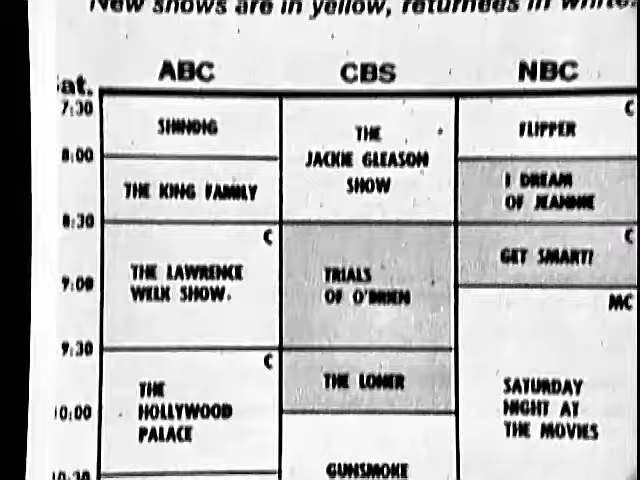 New shows are in yellow, returnees in white.
ABC CBS NBC
Sat.
7:30
8:00
8:30
9:00
9:30
10:00
10:30
SHINDIG
THE KING FAMILY
C
THE LAWRENCE
WELK SHOW.
C
THE
HOLLYWOOD
PALACE
THE
JACKIE GLEASON
SHOW
TRIALS
OF O'BRIEN
THE LONER
GUNSMOKE
C
FLIPPER
I DREAM
OF JEANNIE
C
GET SMART!
MC
SATURDAY
NIGHT AT
THE MOVIES